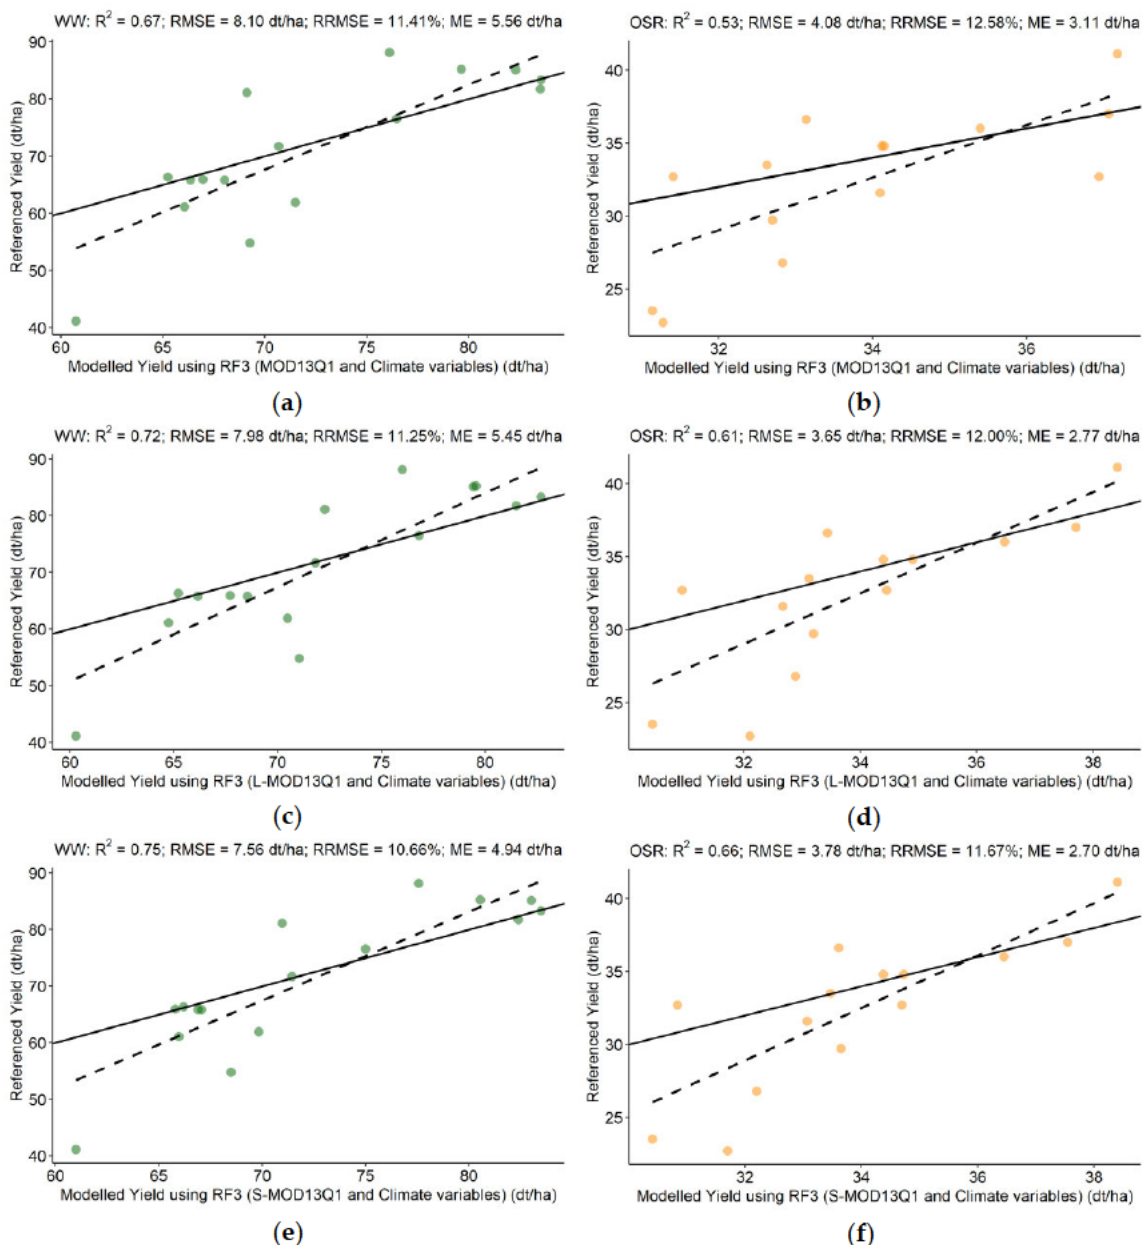 WW: R² = 0.67; RMSE = 8.10 dt/ha; RRMSE = 11.41%; ME = 5.56 dt/ha
90
80
70
60
50
40
Referenced Yield (dt/ha)
60 65 70 75 80
Modelled Yield using RF3 (MOD13Q1 and Climate variables) (dt/ha)
(a)
OSR: R² = 0.53; RMSE = 4.08 dt/ha; RRMSE = 12.58%; ME = 3.11 dt/ha
40
35
30
25
Referenced Yield (dt/ha)
32 34 36
Modelled Yield using RF3 (MOD13Q1 and Climate variables) (dt/ha)
(b)
WW: R² = 0.72; RMSE = 7.98 dt/ha; RRMSE = 11.25%; ME = 5.45 dt/ha
90
80
70
60
50
40
Referenced Yield (dt/ha)
60 65 70 75 80
Modelled Yield using RF3 (L-MOD13Q1 and Climate variables) (dt/ha)
(c)
OSR: R² = 0.61; RMSE = 3.65 dt/ha; RRMSE = 12.00%; ME = 2.77 dt/ha
40
35
30
25
Referenced Yield (dt/ha)
32 34 36 38
Modelled Yield using RF3 (L-MOD13Q1 and Climate variables) (dt/ha)
(d)
WW: R² = 0.75; RMSE = 7.56 dt/ha; RRMSE = 10.66%; ME = 4.94 dt/ha
90
80
70
60
50
40
Referenced Yield (dt/ha)
60 65 70 75 80
Modelled Yield using RF3 (S-MOD13Q1 and Climate variables) (dt/ha)
(e)
OSR: R² = 0.66; RMSE = 3.78 dt/ha; RRMSE = 11.67%; ME = 2.70 dt/ha
40
35
30
25
Referenced Yield (dt/ha)
32 34 36 38
Modelled Yield using RF3 (S-MOD13Q1 and Climate variables) (dt/ha)
(f)